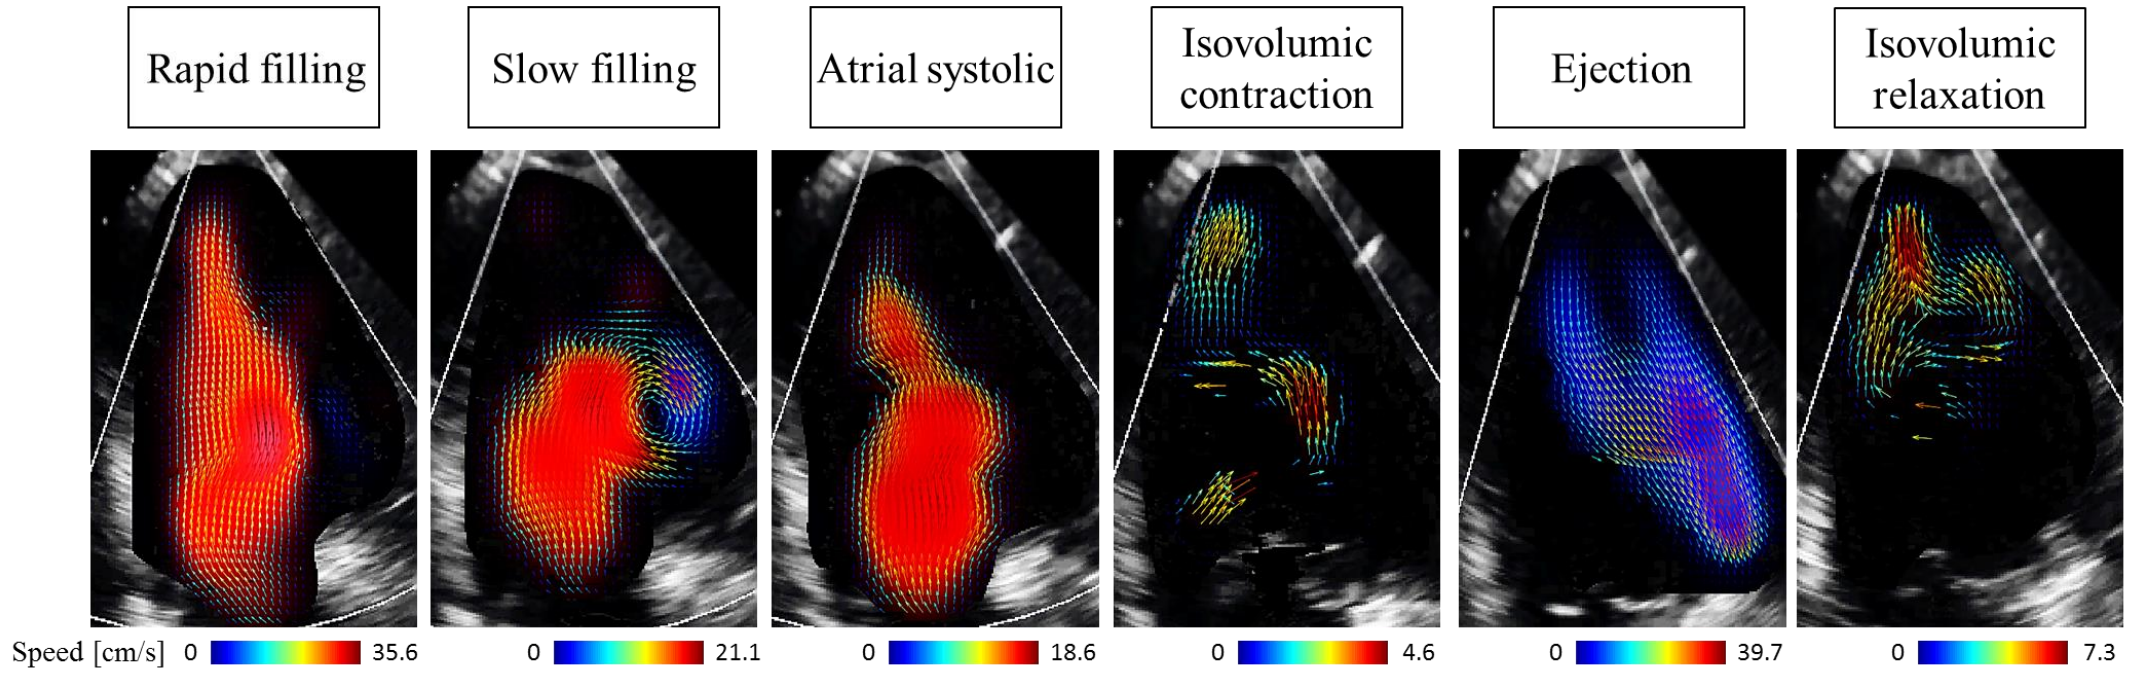 Rapid filling
Slow filling
Atrial systolic
Isovolumic
contraction
Ejection
Isovolumic
relaxation
Speed [cm/s] 0 35.6
0 21.1
0 18.6
0 4.6
0 39.7
0 7.3